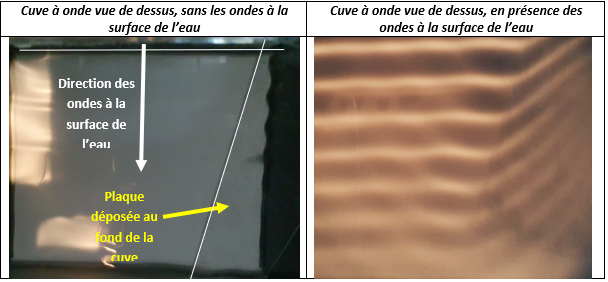 Cuve à onde vue de dessus, sans les ondes à la
surface de l’eau
Cuve à onde vue de dessus, en présence des
ondes à la surface de l’eau
Direction des
ondes à la
surface de
l’eau
Plaque
déposée au
fond de la
cuve